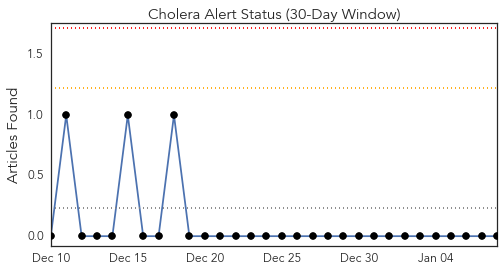 Cholera Alert Status (30-Day Window)
Articles Found
1.5
1.0
0.5
0.0
Dec 10 Dec 15 Dec 20 Dec 25 Dec 30 Jan 04